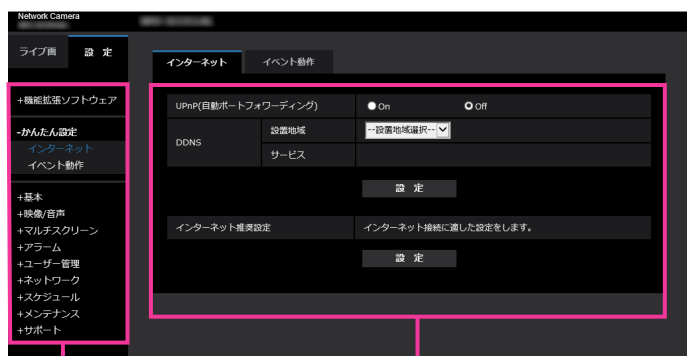 Network Camera
ライブ画 設 定
インターネット イベント動作
+機能拡張ソフトウェア
-かんたん設定
インターネット
イベント動作
+基本
+映像/音声
+マルチスクリーン
+アラーム
+ユーザー管理
+ネットワーク
+スケジュール
+メンテナンス
+サポート
UPnP(自動ポートフォワーディング) On Off
DDNS 設置地域 --設置地域選択--
サービス
設 定
インターネット推奨設定 インターネット接続に適した設定をします。
設 定